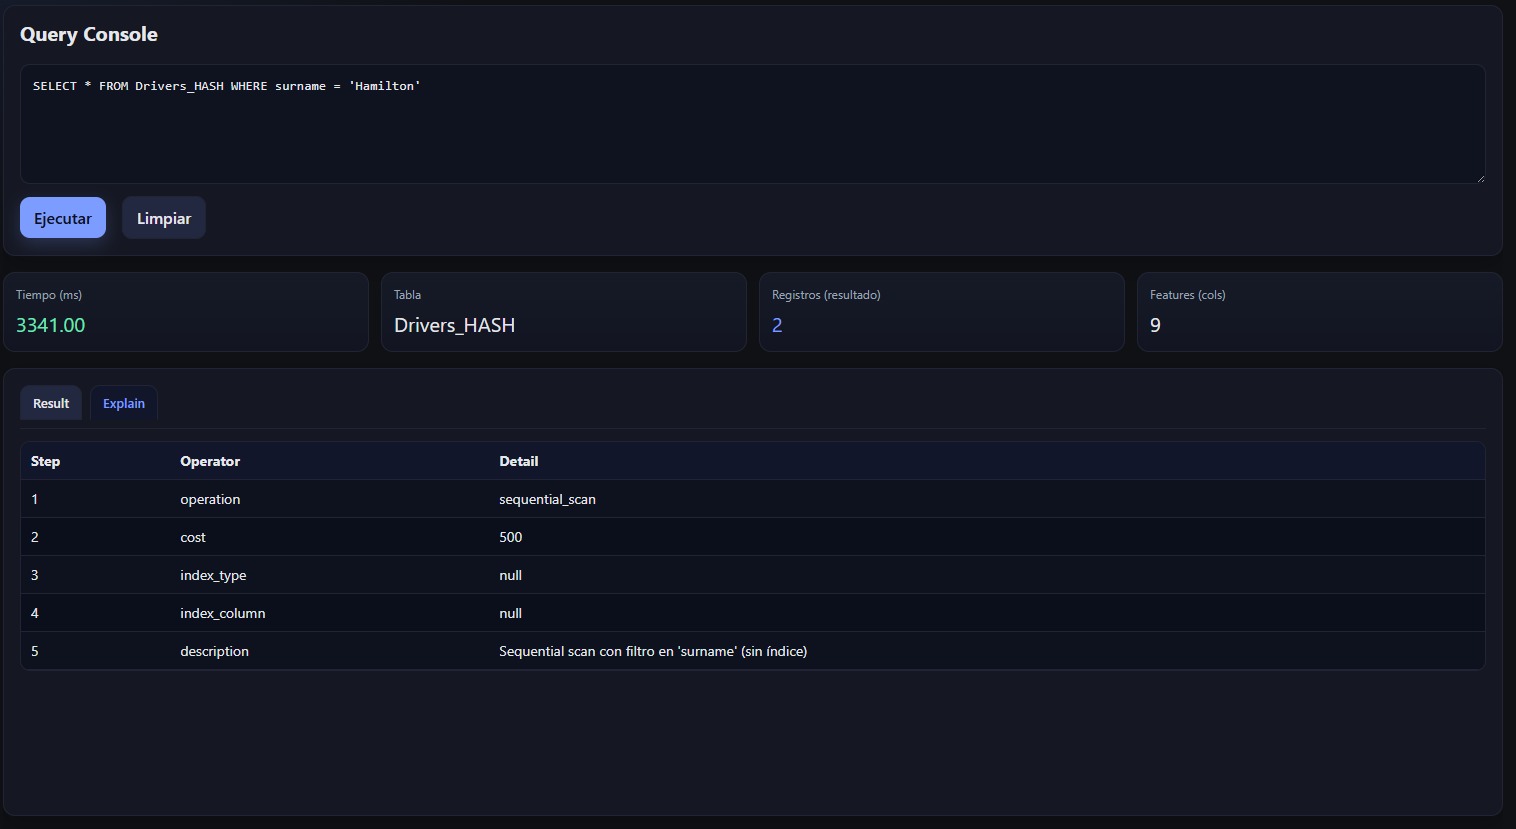 Query Console
SELECT * FROM Drivers_HASH WHERE surname = 'Hamilton'
Ejecutar Limpiar
Tiempo (ms) Tabla Registros (resultado) Features (cols)
3341.00 Drivers_HASH 2 9
Result Explain
Step Operator Detail
1 operation sequential_scan
2 cost 500
3 index_type null
4 index_column null
5 description Sequential scan con filtro en 'surname' (sin índice)